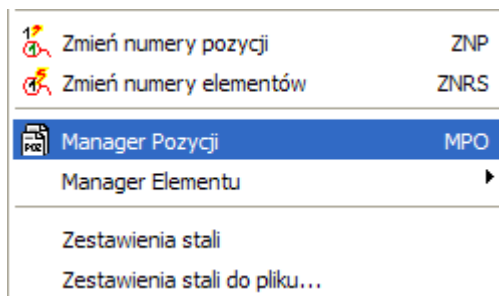 Zmień numery pozycji ZNP
Zmień numery elementów ZNRS
Manager Pozycji MPO
Manager Elementu
Zestawienia stali
Zestawienia stali do pliku...